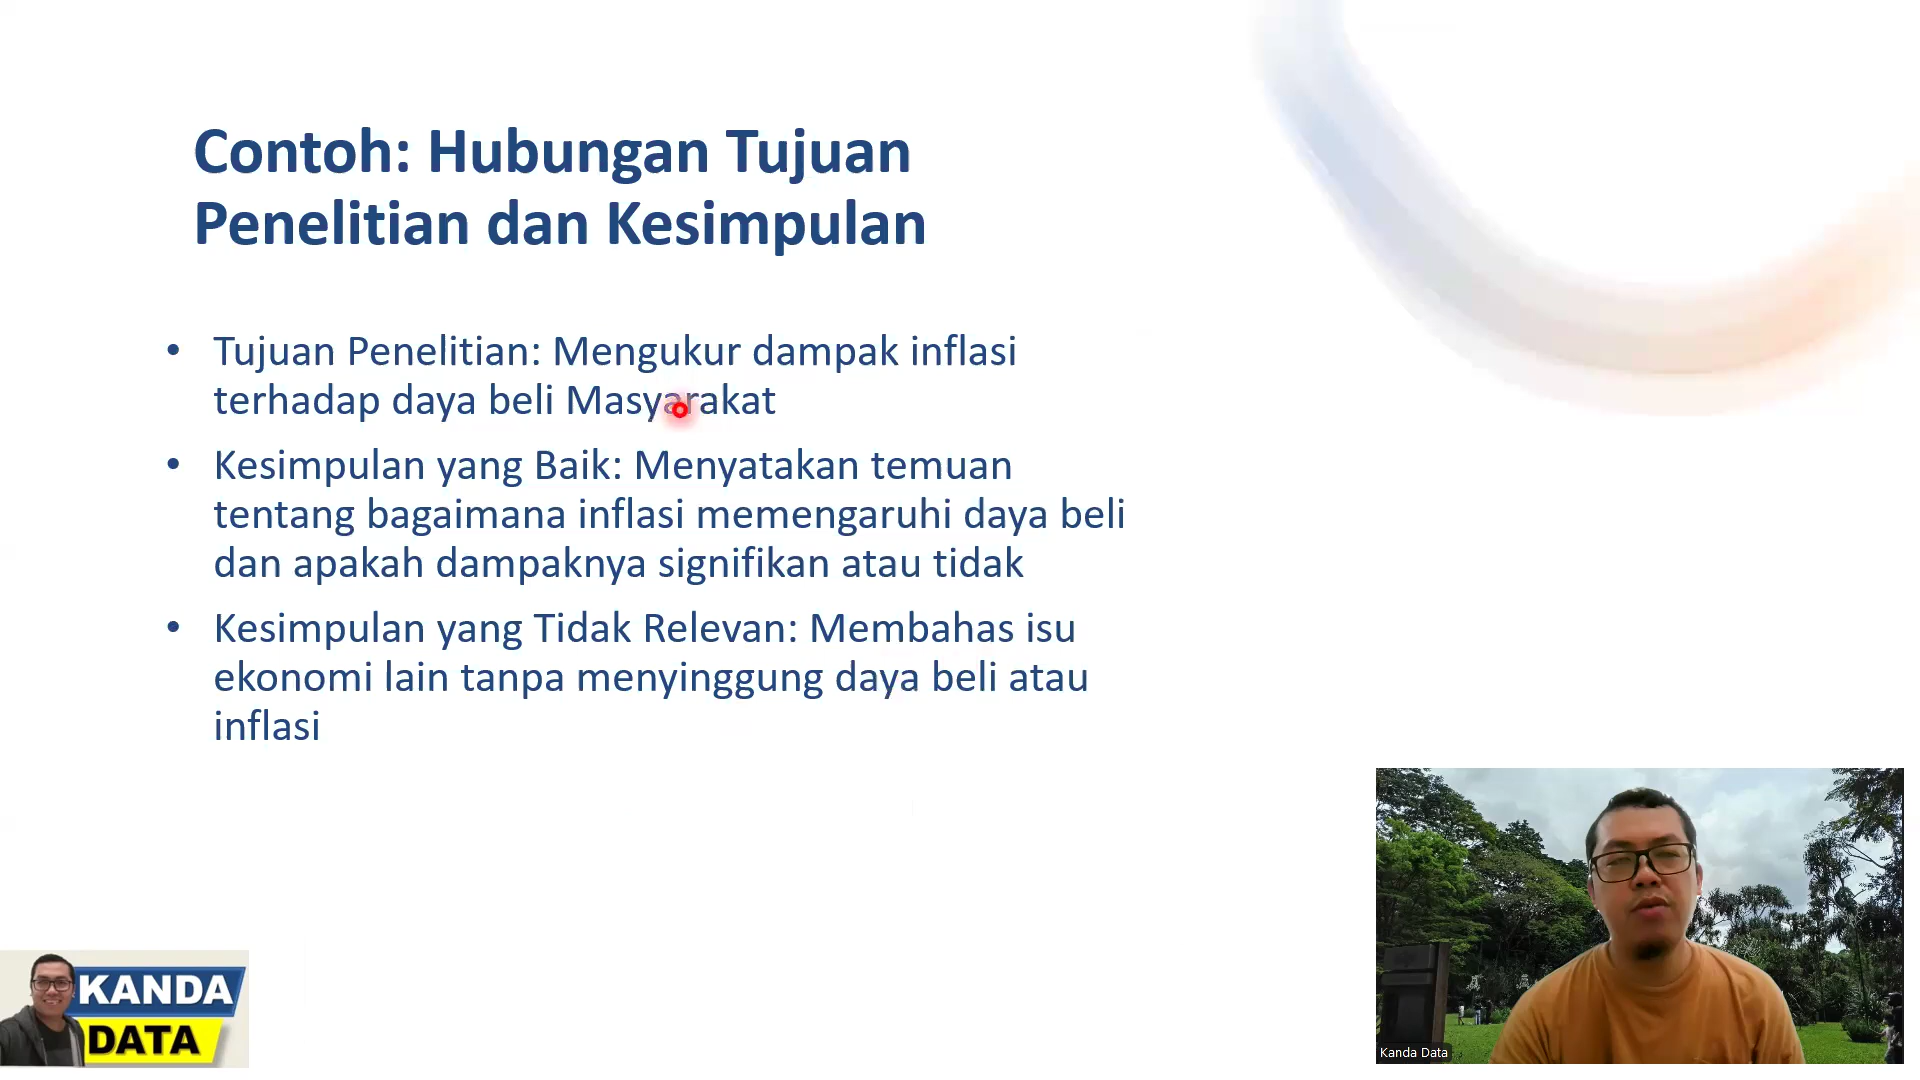 Contoh: Hubungan Tujuan
Penelitian dan Kesimpulan
• Tujuan Penelitian: Mengukur dampak inflasi
terhadap daya beli Masyarakat
• Kesimpulan yang Baik: Menyatakan temuan
tentang bagaimana inflasi memengaruhi daya beli
dan apakah dampaknya signifikan atau tidak
• Kesimpulan yang Tidak Relevan: Membahas isu
ekonomi lain tanpa menyinggung daya beli atau
inflasi
KANDA
DATA
Kanda Data